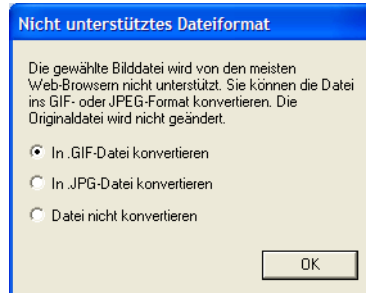 Nicht unterstütztes Dateiformat
Die gewählte Bilddatei wird von den meisten
Web-Browsern nicht unterstützt. Sie können die Datei
ins GIF- oder JPEG-Format konvertieren. Die
Originaldatei wird nicht geändert.
In .GIF-Datei konvertieren
In .JPG-Datei konvertieren
Datei nicht konvertieren
OK